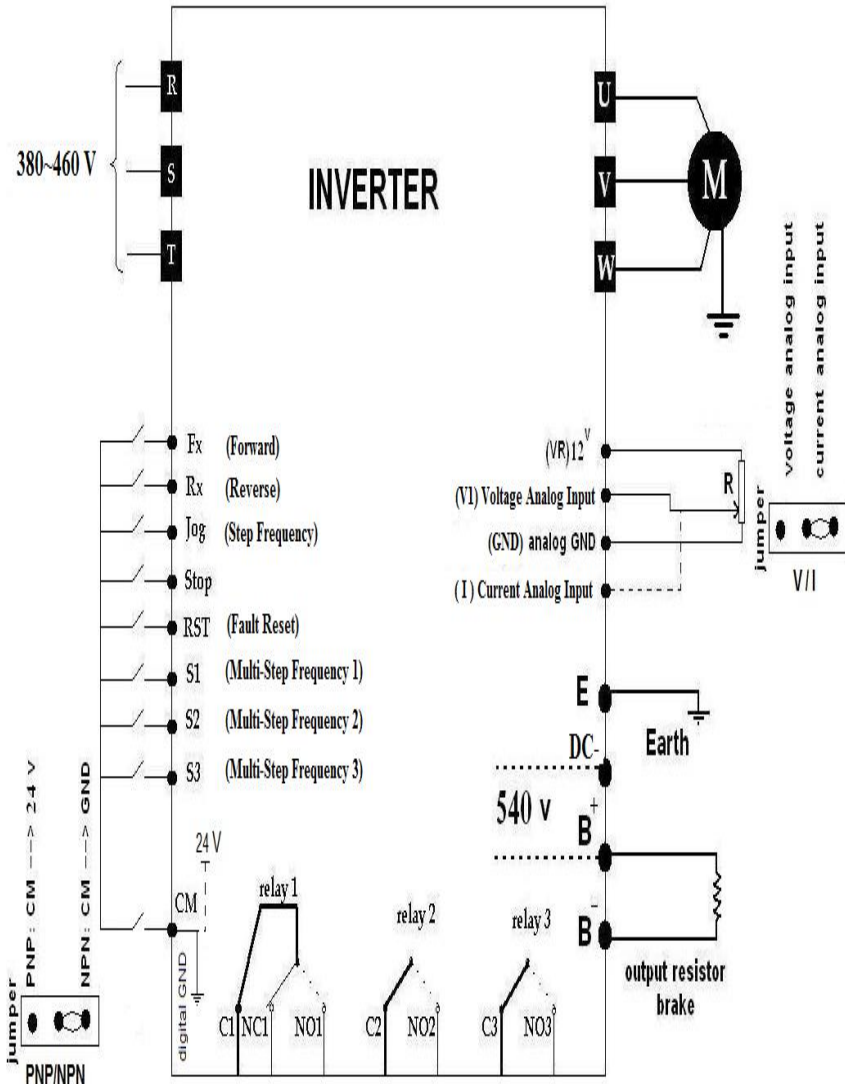 INVERTER
380~460 V
R
S
T
U
V
W
M
voltage analog input
current analog input
jumper
V/I
Fx (Forward)
Rx (Reverse)
Jog (Step Frequency)
Stop
RST (Fault Reset)
S1 (Multi-Step Frequency 1)
S2 (Multi-Step Frequency 2)
S3 (Multi-Step Frequency 3)
(VR) 12 V
(V1) Voltage Analog Input
(GND) analog GND
(I) Current Analog Input
R
E
Earth
DC-
540 V
B+
B-
output resistor
brake
24 V
CM
digital GND
PNP: CM ---> 24 V
NPN: CM ---> GND
jumper
PNP/NPN
relay 1
relay 2
relay 3
C1 NC1 NO1 C2 NO2 C3 NO3